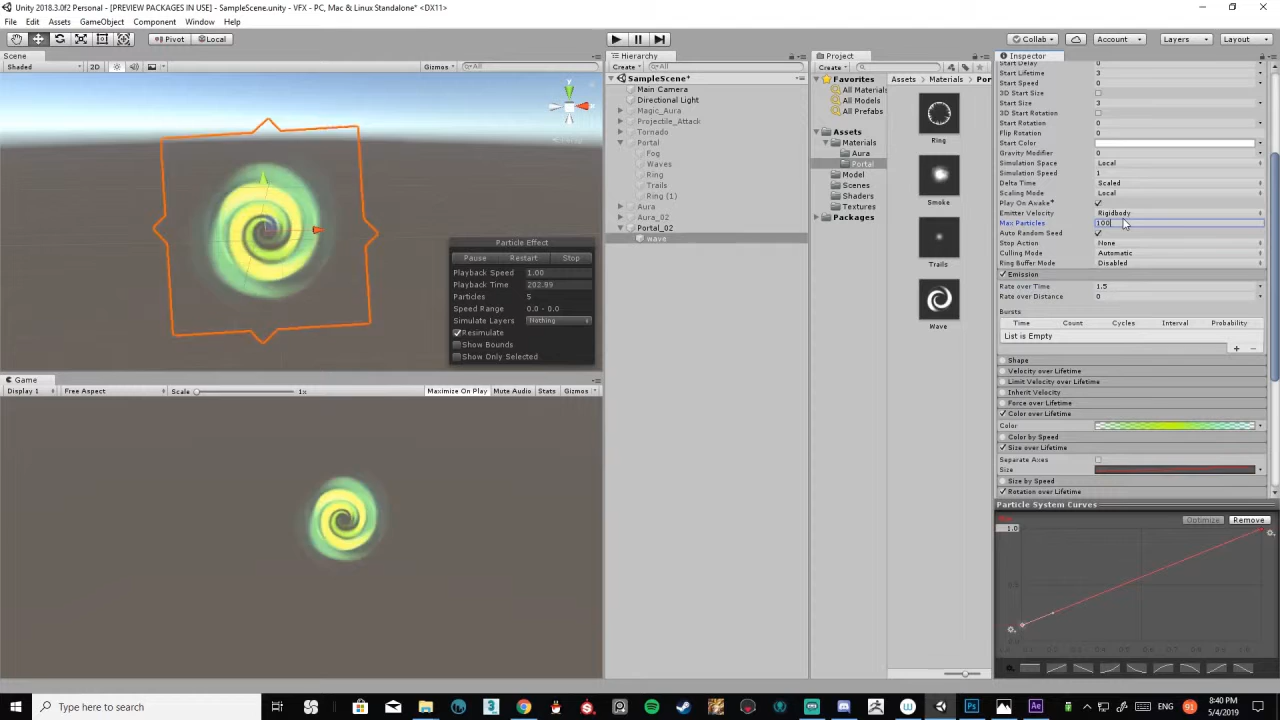 Unity 2018.3.0f2 Personal - [PREVIEW PACKAGES IN USE] - SampleScene.unity - VFX - PC, Mac & Linux Standalone* <DX11>
File Edit Assets GameObject Component Window Help
Pivot Local Collab Account Layers Layout
Scene
Shaded 2D Gizmos All
Particle Effect
Pause Restart Stop
Playback Speed 1.00
Playback Time 202.99
Particles 5
Speed Range 0.0 - 0.0
Simulate Layers Nothing
Resimulate
Show Bounds
Show Only Selected
Game
Display 1 Free Aspect Scale 1x Maximize On Play Mute Audio Stats Gizmos
Hierarchy
Create All
SampleScene*
Main Camera
Directional Light
Magic_Aura
Projectile_Attack
Tornado
Portal
Fog
Waves
Ring
Trails
Ring (1)
Aura
Aura_02
Portal_02
wave
Project
Create
Favorites
All Materials
All Models
All Prefabs
Assets
Materials
Aura
Portal
Model
Scenes
Shaders
Textures
Packages
Assets Materials Por
Ring
Smoke
Trails
Wave
Inspector
Start Delay 0
Start Lifetime 3
Start Speed 0
3D Start Size
Start Size 3
3D Start Rotation
Start Rotation 0
Flip Rotation 0
Start Color
Gravity Modifier 0
Simulation Space Local
Simulation Speed 1
Delta Time Scaled
Scaling Mode Local
Play On Awake*
Emitter Velocity Rigidbody
Max Particles 100
Auto Random Seed
Stop Action None
Culling Mode Automatic
Ring Buffer Mode Disabled
Emission
Rate over Time 1.5
Rate over Distance 0
Bursts
Time Count Cycles Interval Probability
List is Empty
Shape
Velocity over Lifetime
Limit Velocity over Lifetime
Inherit Velocity
Force over Lifetime
Color over Lifetime
Color
Color by Speed
Size over Lifetime
Separate Axes
Size
Size by Speed
Rotation over Lifetime
Particle System Curves
Optimize Remove
1.0
Type here to search
ENG
8:40 PM
5/4/2019